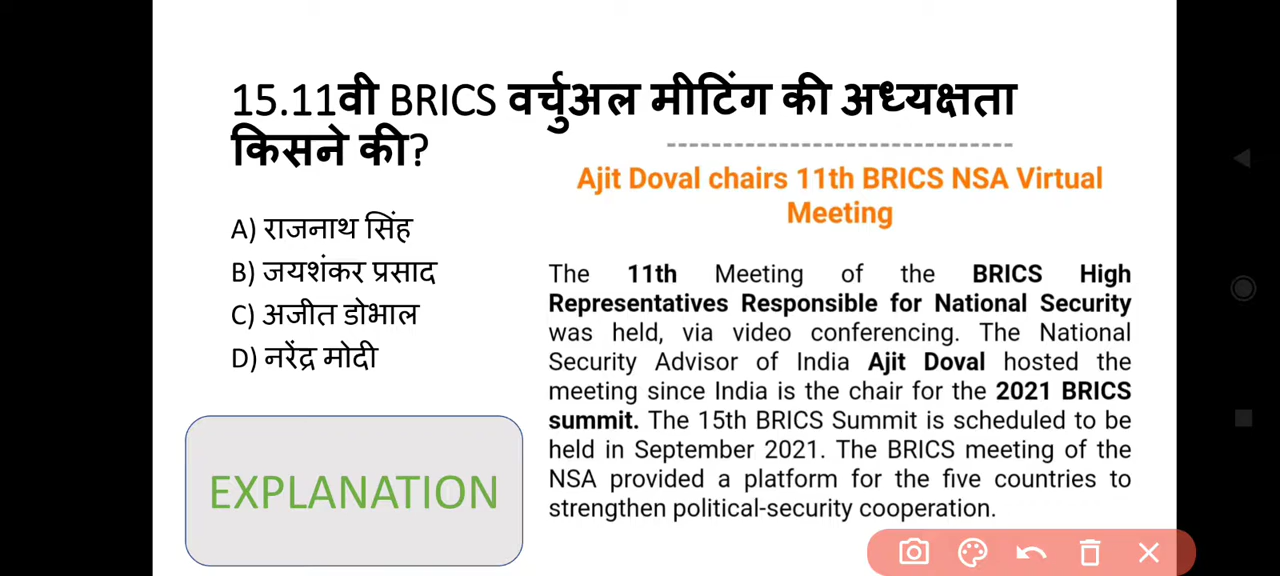 15.11वी BRICS वर्चुअल मीटिंग की अध्यक्षता
किसने की?
A) राजनाथ सिंह
B) जयशंकर प्रसाद
C) अजीत डोभाल
D) नरेंद्र मोदी
EXPLANATION
Ajit Doval chairs 11th BRICS NSA Virtual
Meeting
The 11th Meeting of the BRICS High
Representatives Responsible for National Security
was held, via video conferencing. The National
Security Advisor of India Ajit Doval hosted the
meeting since India is the chair for the 2021 BRICS
summit. The 15th BRICS Summit is scheduled to be
held in September 2021. The BRICS meeting of the
NSA provided a platform for the five countries to
strengthen political-security cooperation.